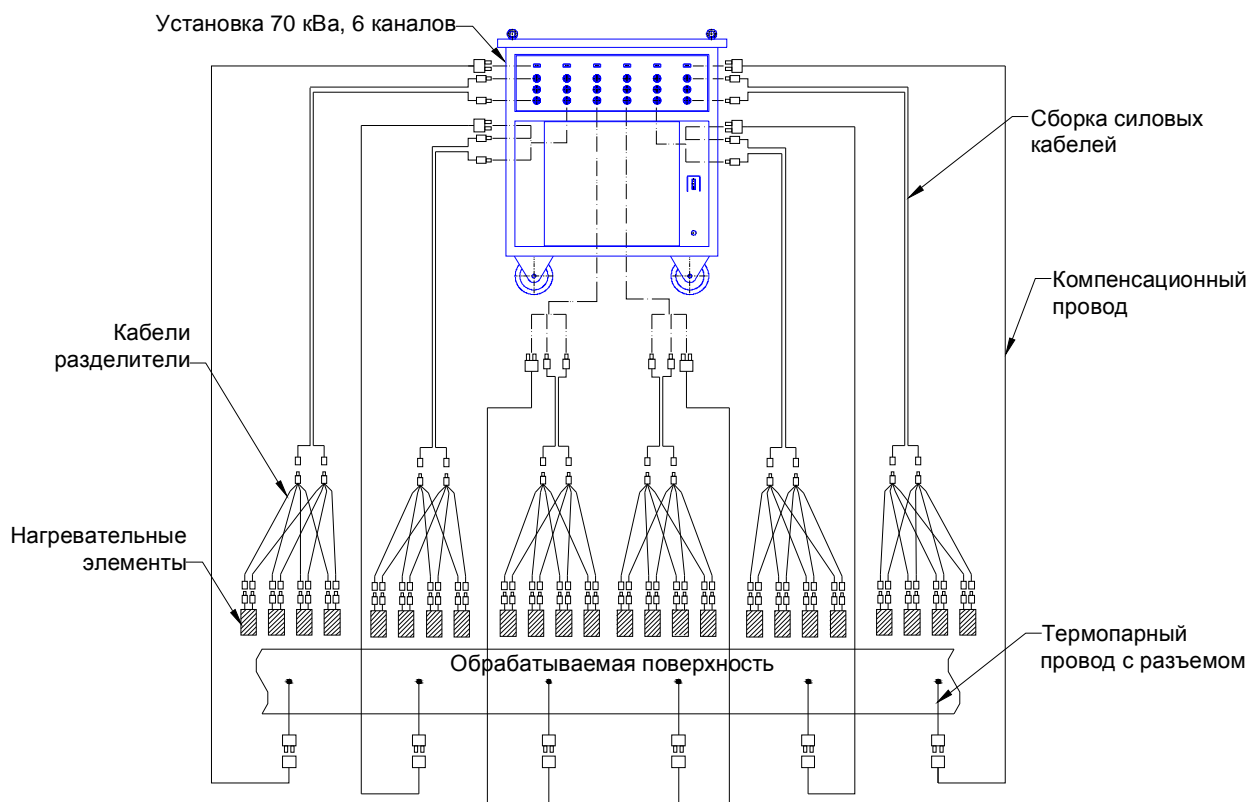 Установка 70 кВа, 6 каналов
Сборка силовых
кабелей
Компенсационный
провод
Кабели
разделители
Нагревательные
элементы
Обрабатываемая поверхность
Термопарный
провод с разъемом